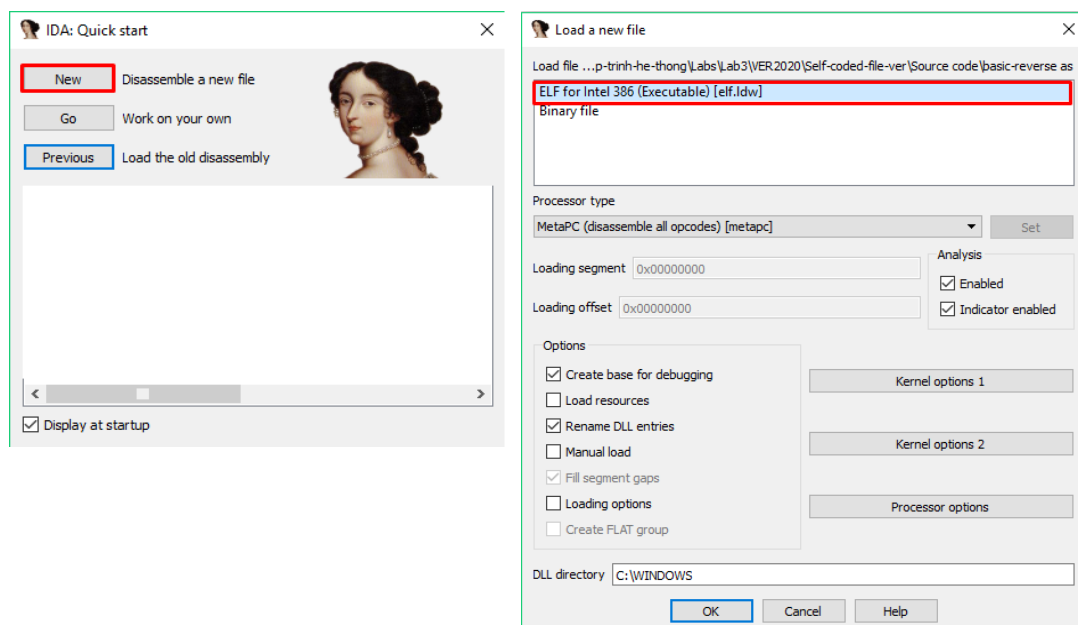 IDA: Quick start
New Disassemble a new file
Go Work on your own
Previous Load the old disassembly
Display at startup
Load a new file
Load file ...p-trinh-he-thong\Labs\Lab3\VER2020\Self-coded-file-ver\Source code\basic-reverse as
ELF for Intel 386 (Executable) [elf.ldw]
Binary file
Processor type
MetaPC (disassemble all opcodes) [metapc] Set
Analysis
Loading segment 0x00000000
Enabled
Loading offset 0x00000000
Indicator enabled
Options
Create base for debugging
Kernel options 1
Load resources
Rename DLL entries
Manual load
Kernel options 2
Fill segment gaps
Loading options
Processor options
Create FLAT group
DLL directory C:\WINDOWS
OK Cancel Help